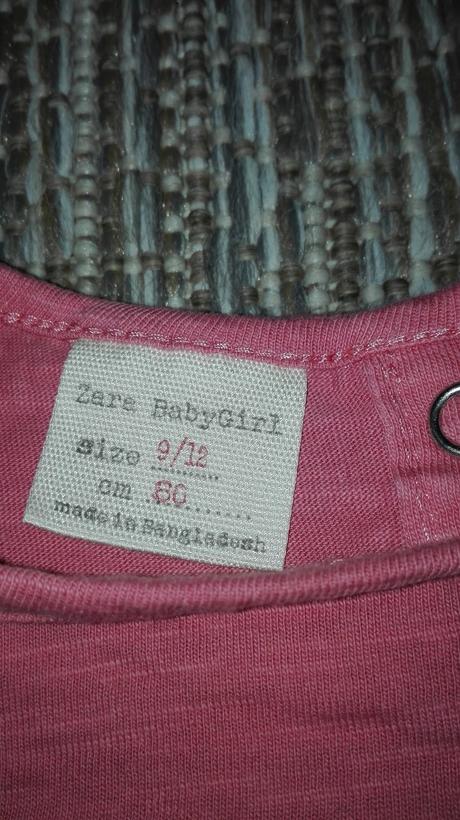 Zara BabyGirl
size 9/12
cm 80
made in Bangladesh